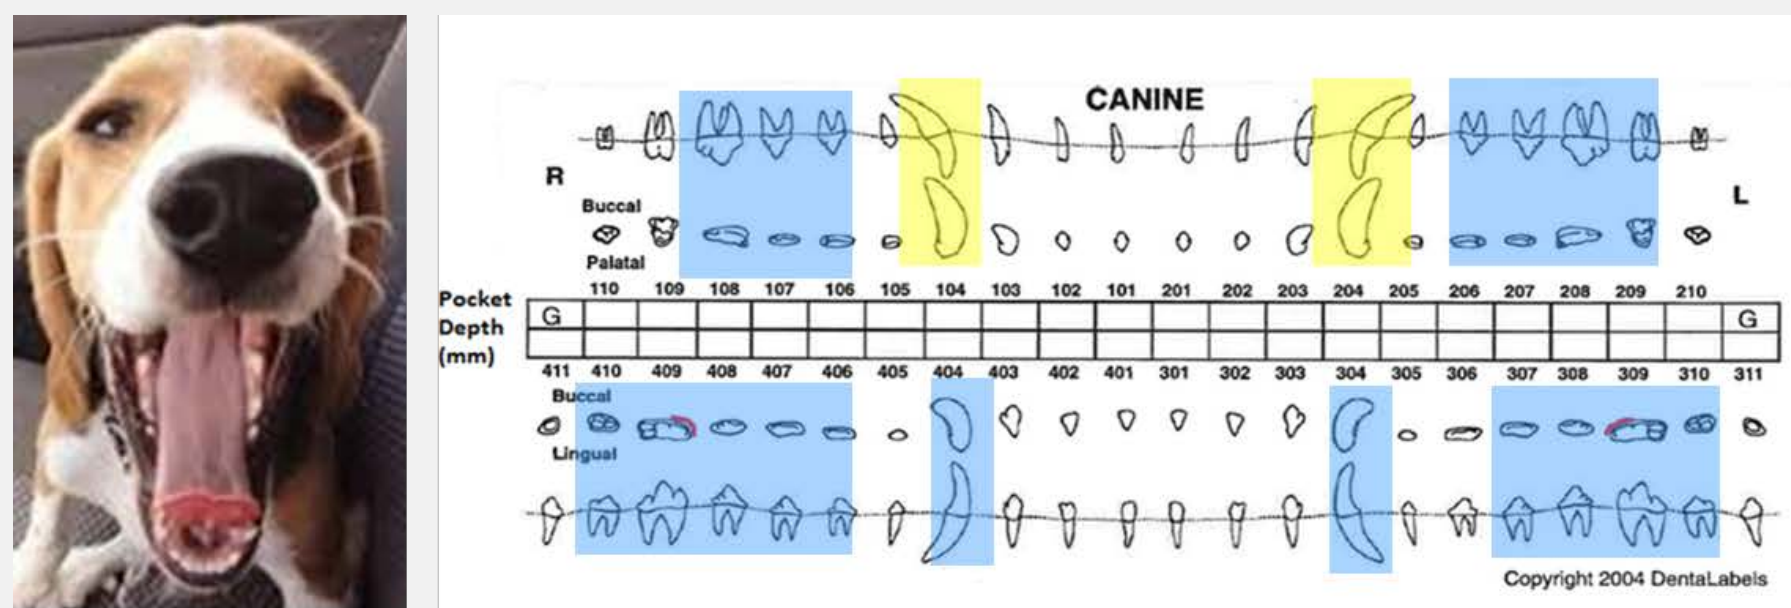 CANINE
R
L
Buccal
Palatal
110 109 108 107 106 105 104 103 102 101 201 202 203 204 205 206 207 208 209 210
Pocket
Depth
(mm)
G
G
411 410 409 408 407 406 405 404 403 402 401 301 302 303 304 305 306 307 308 309 310 311
Buccal
Lingual
Copyright 2004 DentaLabels